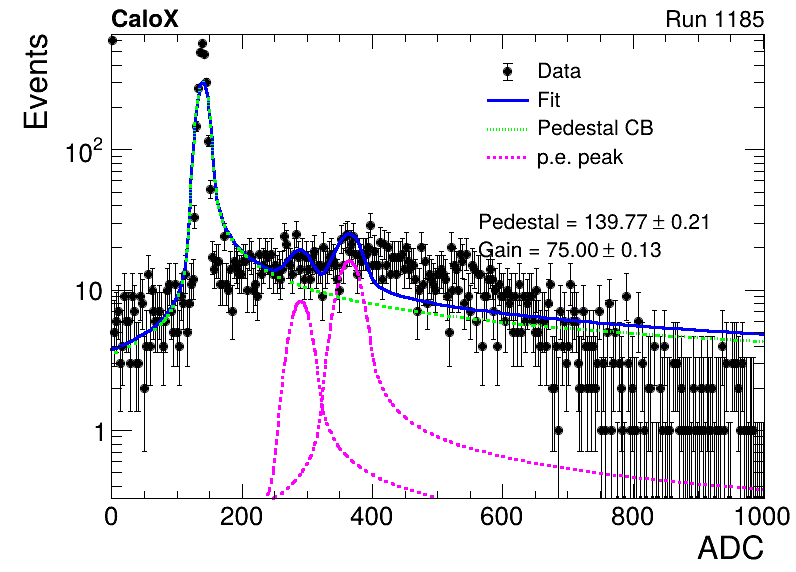 CaloX Run 1185
Events
Data
Fit
Pedestal CB
p.e. peak
Pedestal = 139.77 ± 0.21
Gain = 75.00 ± 0.13
10²
10
1
0 200 400 600 800 1000
ADC